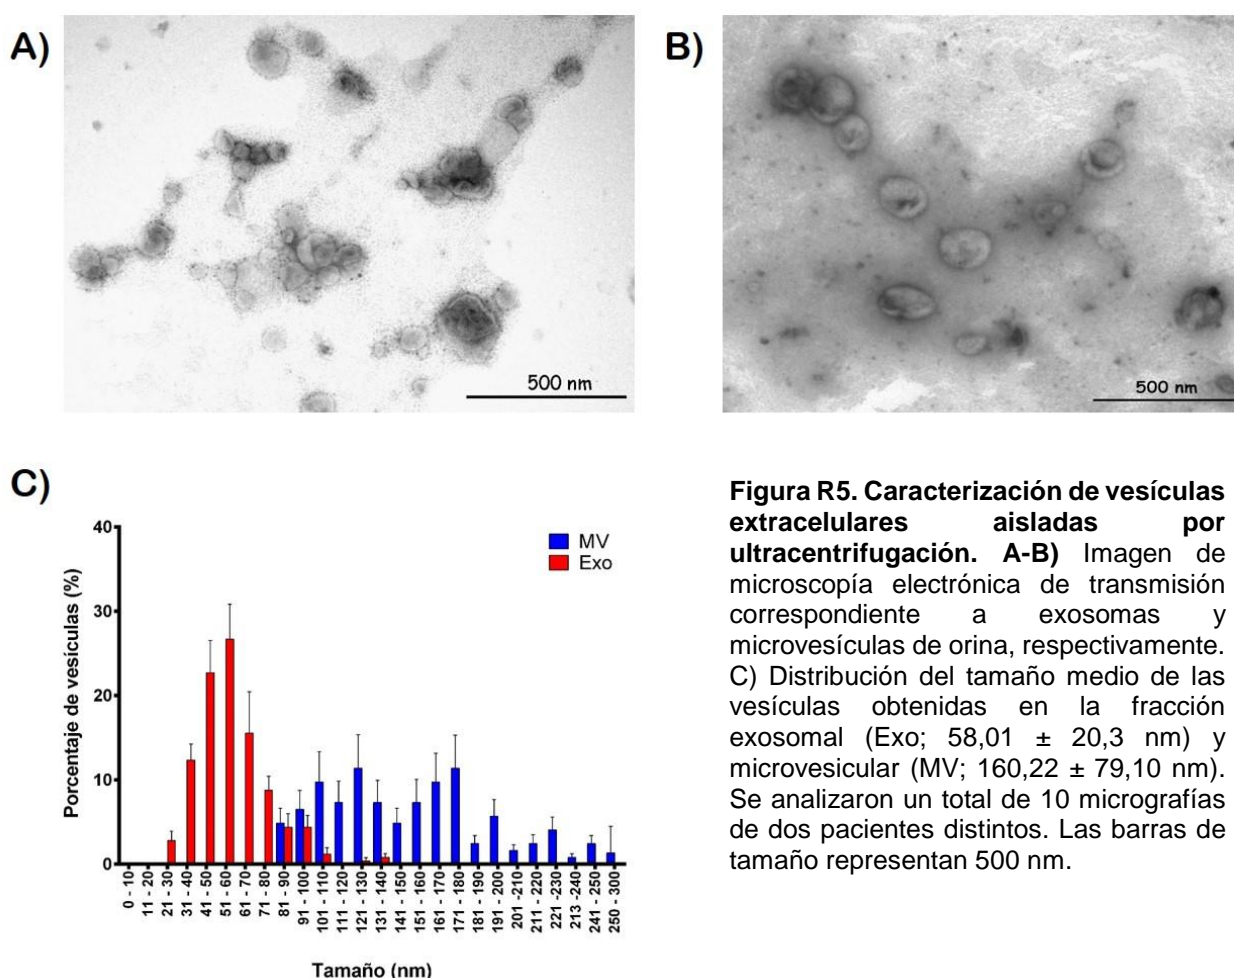 A)
500 nm
B)
500 nm
C)
Porcentaje de vesículas (%)
40
30
20
10
0
MV
Exo
0 - 10
11 - 20
21 - 30
31 - 40
41 - 50
51 - 60
61 - 70
71 - 80
81 - 90
91 - 100
101 - 110
111 - 120
121 - 130
131 - 140
141 - 150
151 - 160
161 - 170
171 - 180
181 - 190
191 - 200
201 -210
211 - 220
221 -230
213 -240
241 - 250
250 - 300
Tamaño (nm)
Figura R5. Caracterización de vesículas
extracelulares aisladas por
ultracentrifugación. A-B) Imagen de
microscopía electrónica de transmisión
correspondiente a exosomas y
microvesículas de orina, respectivamente.
C) Distribución del tamaño medio de las
vesículas obtenidas en la fracción
exosomal (Exo; 58,01 ± 20,3 nm) y
microvesicular (MV; 160,22 ± 79,10 nm).
Se analizaron un total de 10 micrografías
de dos pacientes distintos. Las barras de
tamaño representan 500 nm.